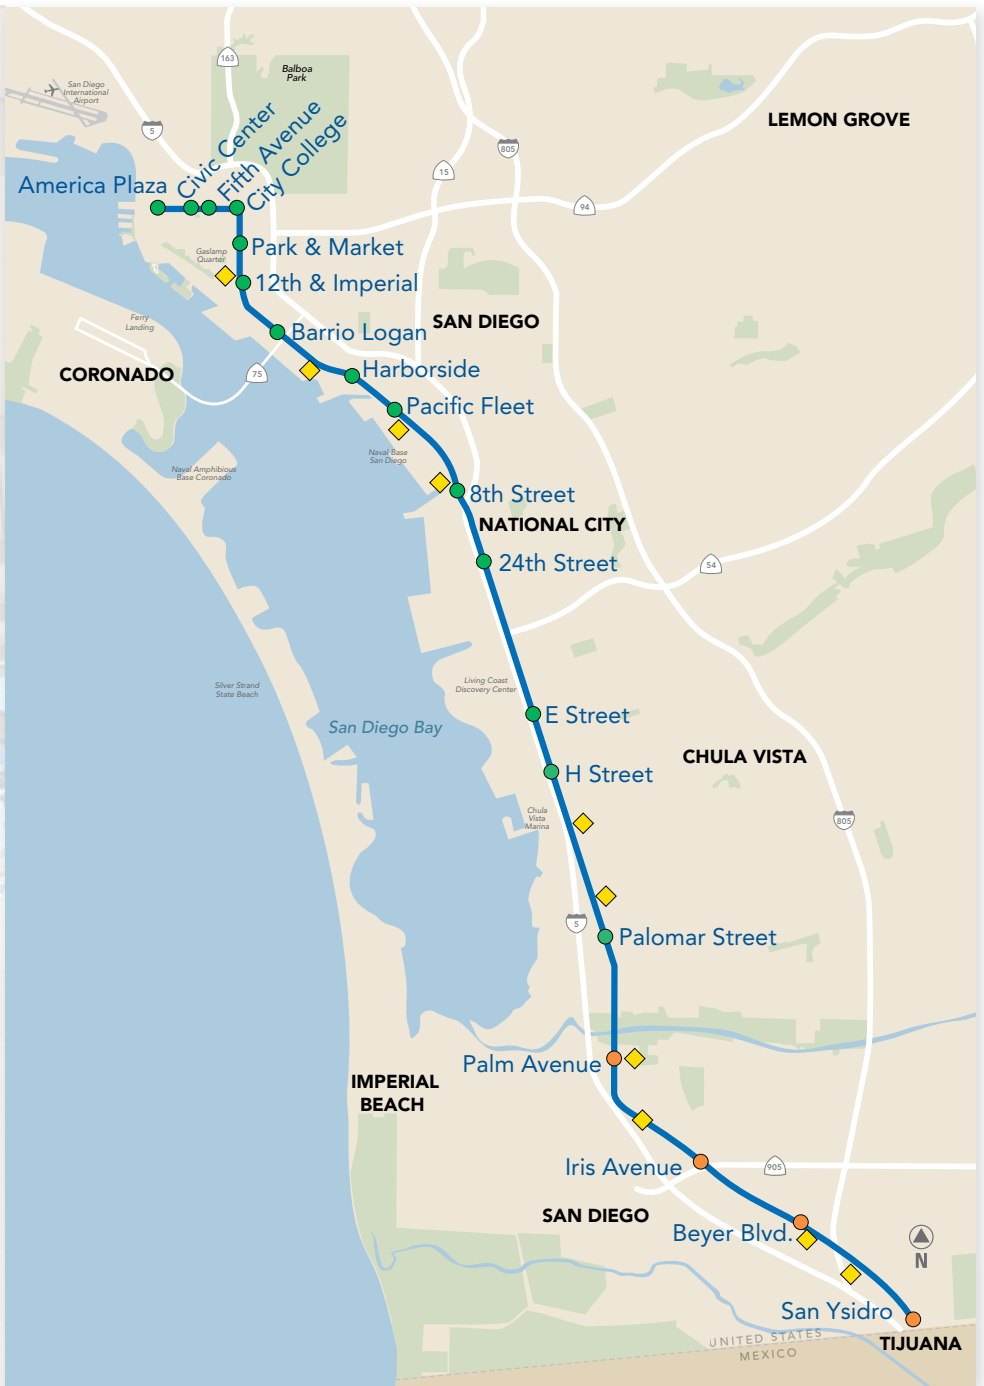 163
Balboa
Park
San Diego
International
Airport
5
LEMON GROVE
805
15
94
America Plaza
Civic Center
Fifth Avenue
City College
Park & Market
Gaslamp
Quarter
12th & Imperial
Ferry
Landing
SAN DIEGO
Barrio Logan
CORONADO
75
Harborside
Pacific Fleet
Naval Base
San Diego
Naval Amphibious
Base Coronado
8th Street
NATIONAL CITY
24th Street
54
Silver Strand
State Beach
Living Coast
Discovery Center
San Diego Bay
E Street
CHULA VISTA
H Street
Chula
Vista
Marina
805
5
Palomar Street
Palm Avenue
IMPERIAL
BEACH
Iris Avenue
905
SAN DIEGO
Beyer Blvd.
N
San Ysidro
UNITED STATES
MEXICO
TIJUANA